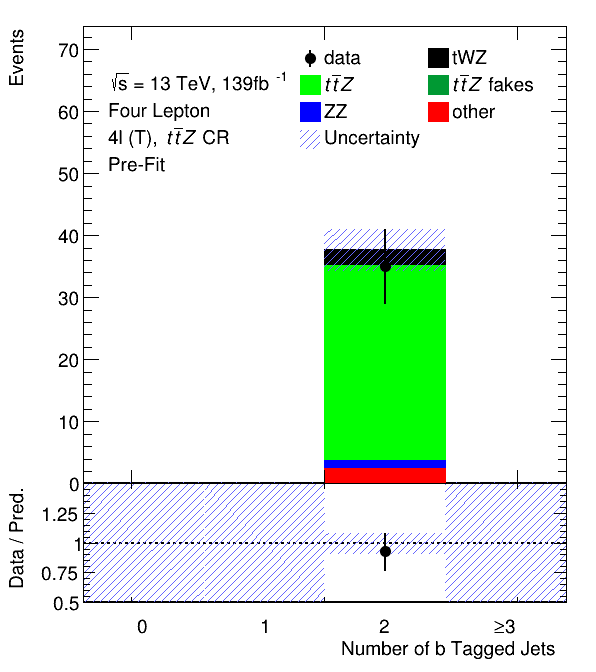 Events
70
60
50
40
30
20
10
0
√s = 13 TeV, 139fb⁻¹
Four Lepton
4l (T), tt̄Z CR
Pre-Fit
data
tt̄Z
ZZ
Uncertainty
tWZ
tt̄Z fakes
other
Data / Pred.
1.25
1
0.75
0.5
0 1 2 ≥3
Number of b Tagged Jets